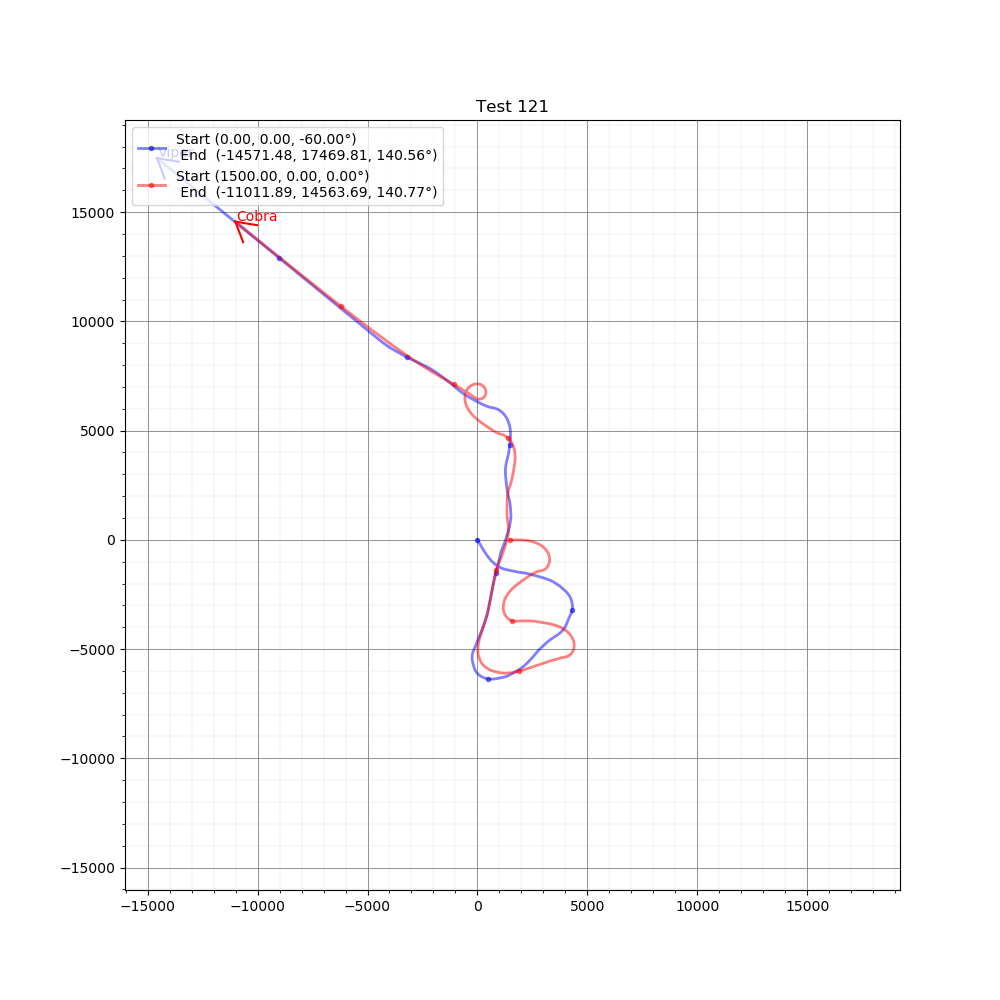 Test 121
Start (0.00, 0.00, -60.00°)
End (-14571.48, 17469.81, 140.56°)
Start (1500.00, 0.00, 0.00°)
End (-11011.89, 14563.69, 140.77°)
Viper
Cobra
15000
10000
5000
0
−5000
−10000
−15000
−15000 −10000 −5000 0 5000 10000 15000